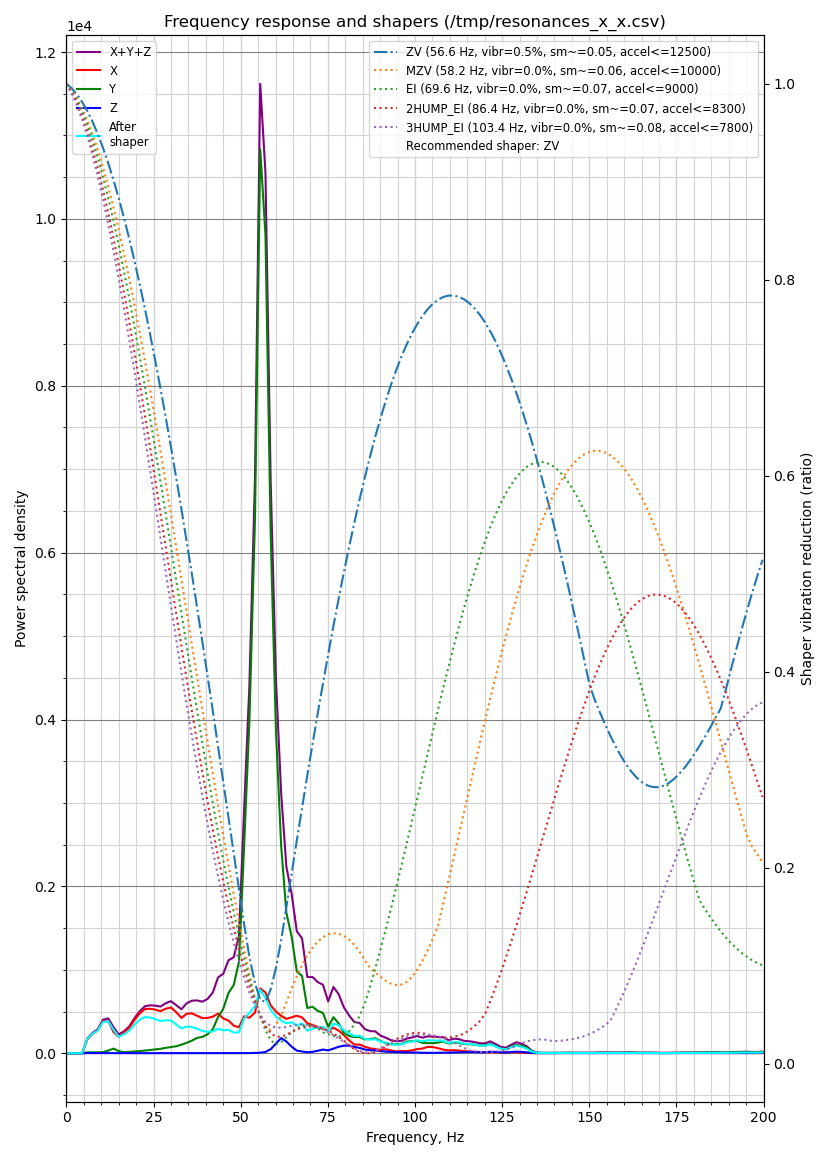 Frequency response and shapers (/tmp/resonances_x_x.csv)
1e4
X+Y+Z
X
Y
Z
After
shaper
ZV (56.6 Hz, vibr=0.5%, sm~=0.05, accel<=12500)
MZV (58.2 Hz, vibr=0.0%, sm~=0.06, accel<=10000)
EI (69.6 Hz, vibr=0.0%, sm~=0.07, accel<=9000)
2HUMP_EI (86.4 Hz, vibr=0.0%, sm~=0.07, accel<=8300)
3HUMP_EI (103.4 Hz, vibr=0.0%, sm~=0.08, accel<=7800)
Recommended shaper: ZV
Power spectral density
1.2
1.0
0.8
0.6
0.4
0.2
0.0
1.0
0.8
0.6
0.4
0.2
0.0
Shaper vibration reduction (ratio)
0 25 50 75 100 125 150 175 200
Frequency, Hz